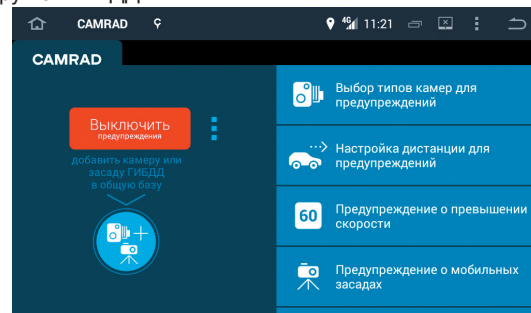 CAMRAD
4G
11:21
CAMRAD
Выключить
предупреждения
добавить камеру или
засаду ГИБДД
в общую базу
Выбор типов камер для
предупреждений
Настройка дистанции для
предупреждений
60
Предупреждение о превышении
скорости
Предупреждение о мобильных
засадах